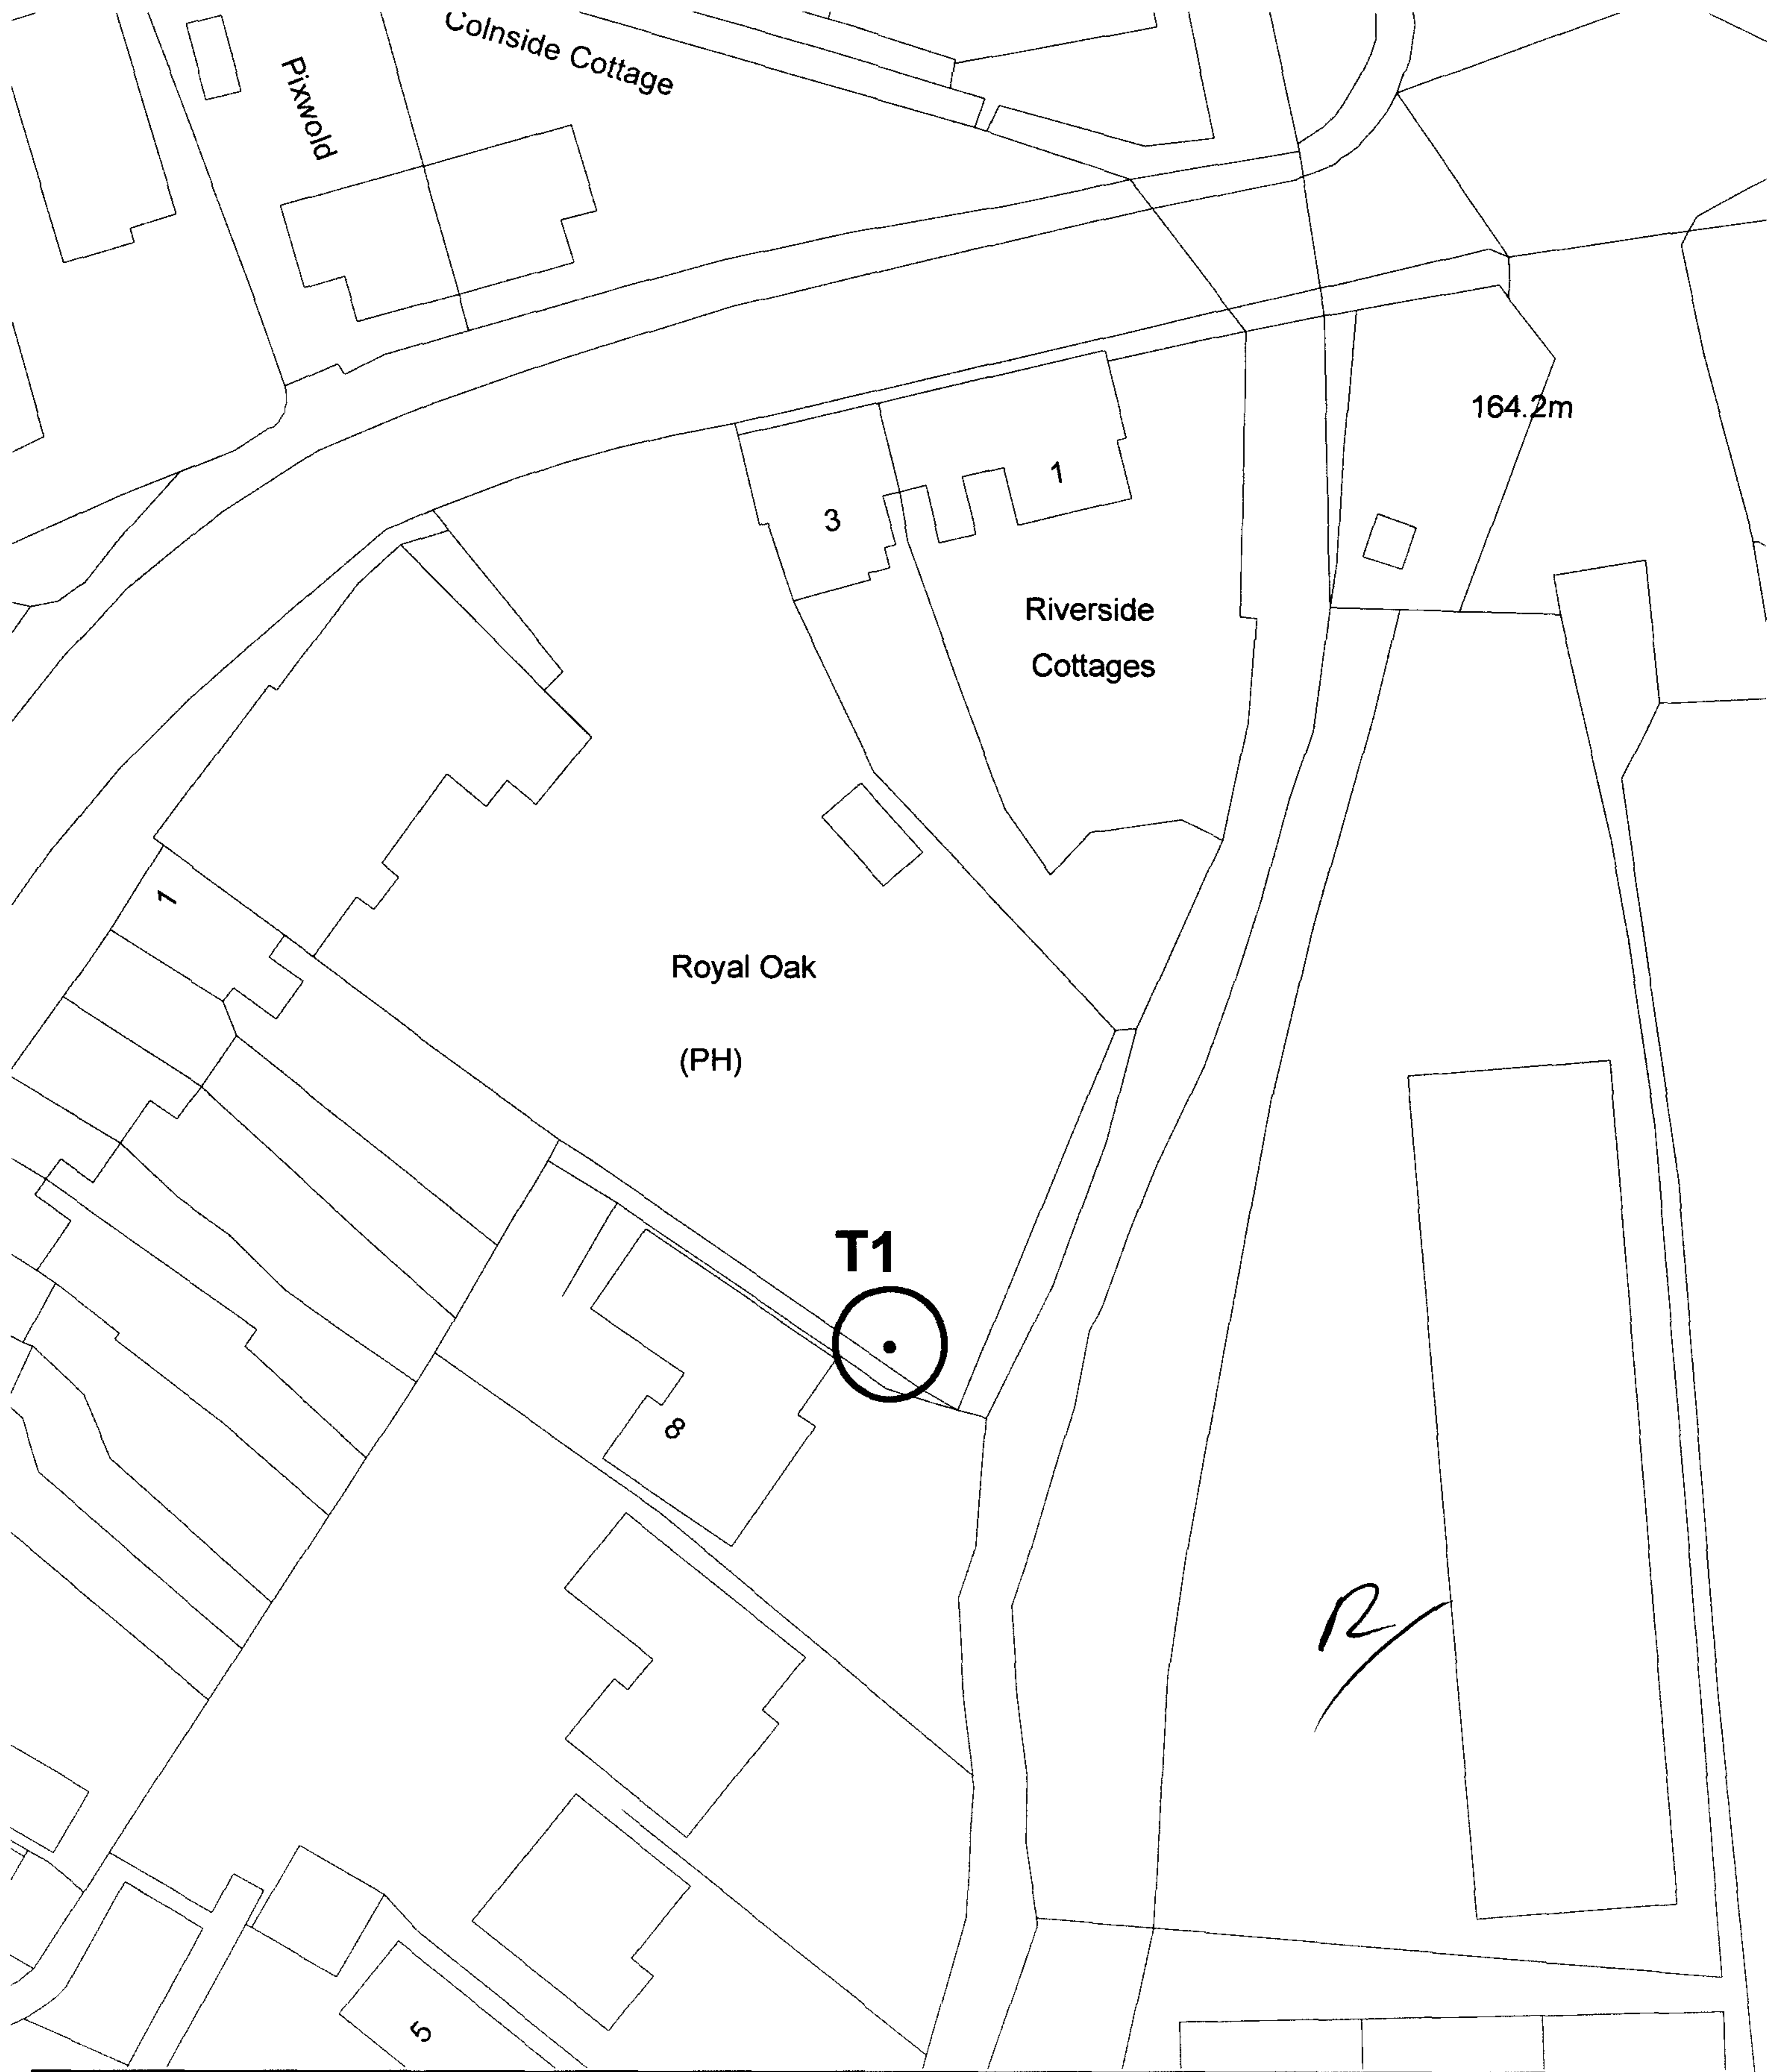 Colnside Cottage
Pixwold
164.2m
1
3
Riverside
Cottages
1
Royal Oak
(PH)
T1
8
5